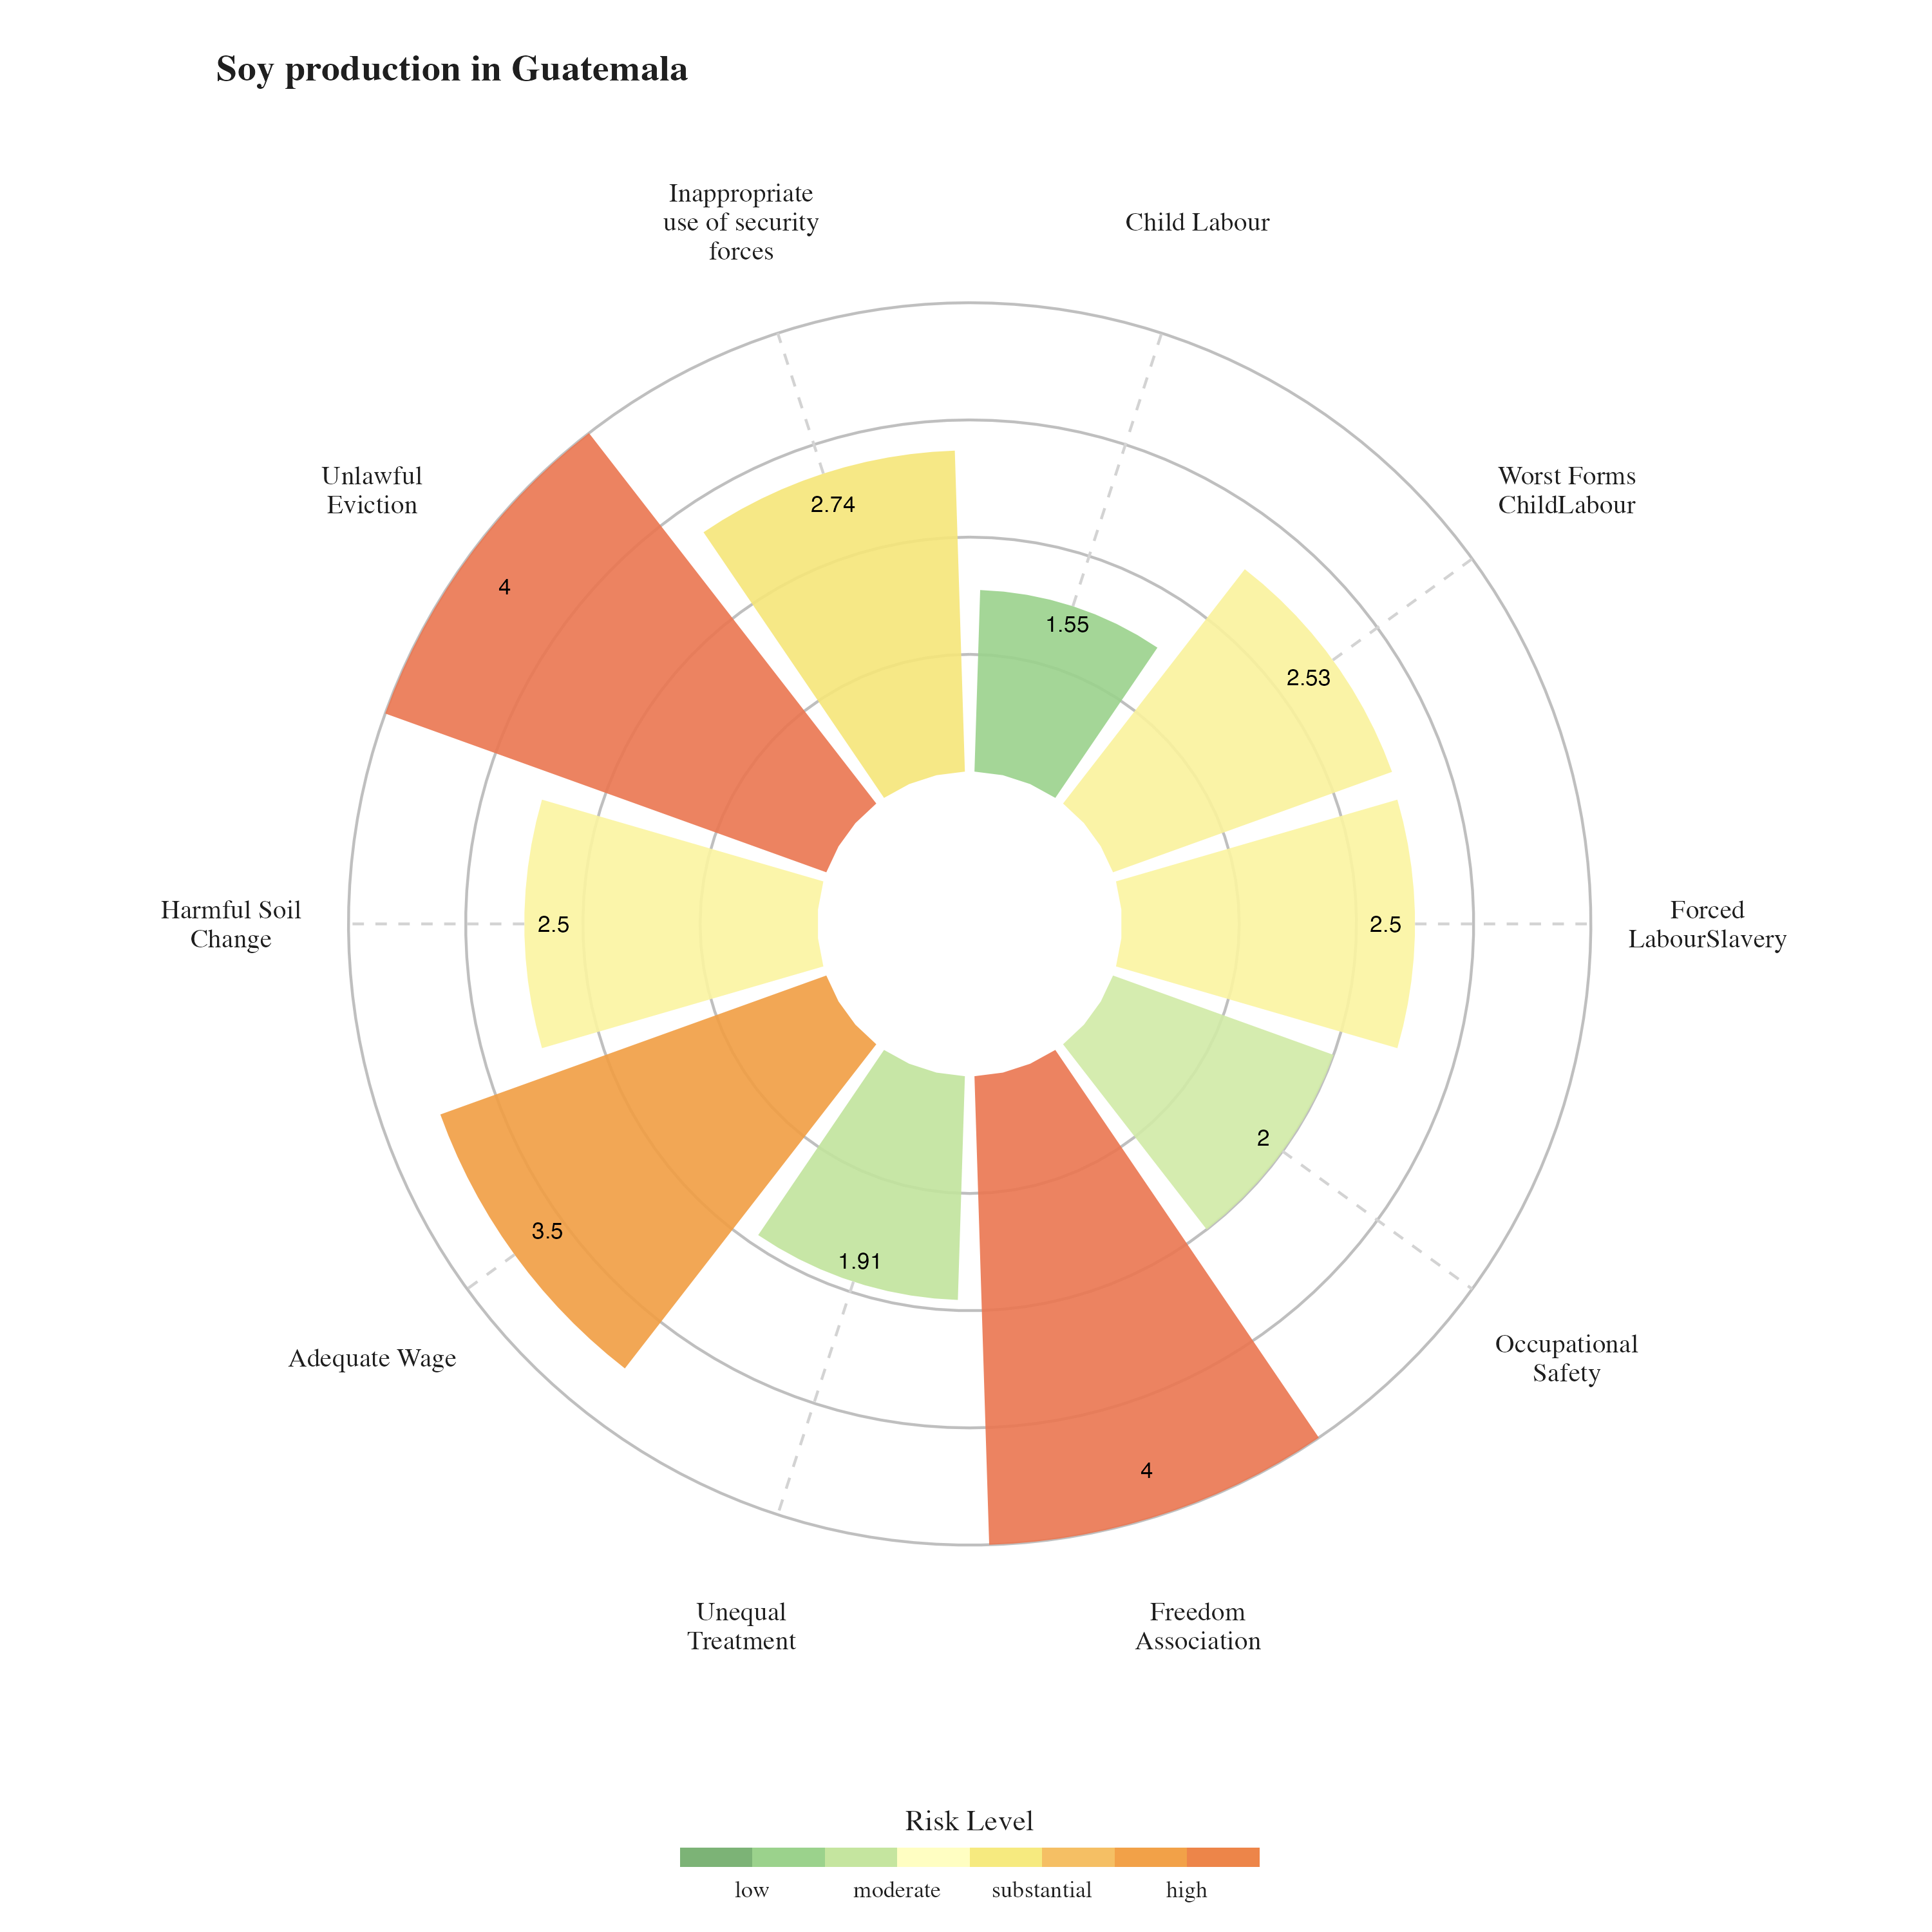 Soy production in Guatemala
Inappropriate
use of security
forces
Child Labour
Unlawful
Eviction
Worst Forms
ChildLabour
2.74
4
1.55
2.53
Harmful Soil
Change
2.5
2.5
Forced
LabourSlavery
2
3.5
1.91
Adequate Wage
Occupational
Safety
4
Unequal
Treatment
Freedom
Association
Risk Level
low
moderate
substantial
high